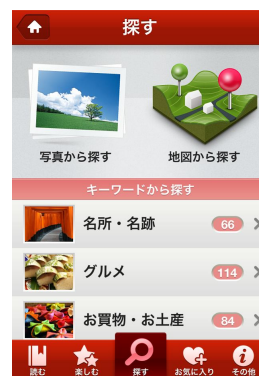 探す
写真から探す
地図から探す
キーワードから探す
名所・名跡
66
グルメ
114
お買物・お土産
84
読む
楽しむ
探す
お気に入り
その他